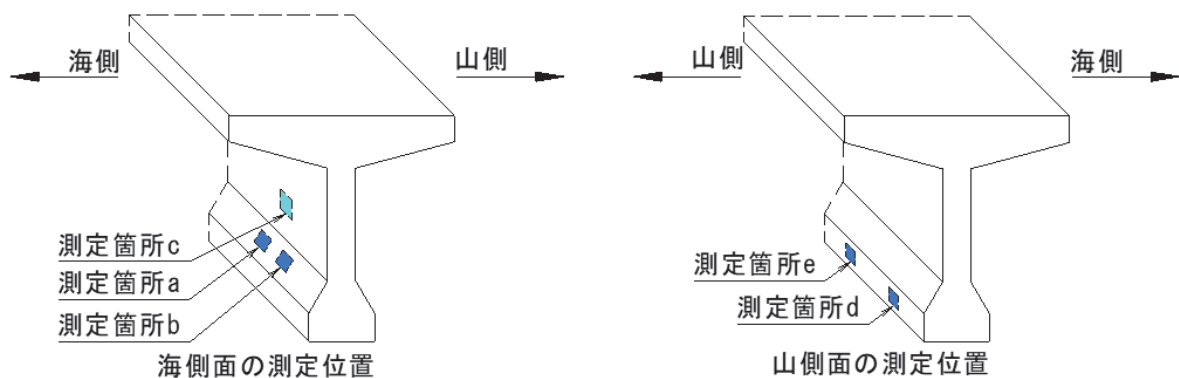 海側
山側
測定箇所c
測定箇所a
測定箇所b
海側面の測定位置
山側
海側
測定箇所e
測定箇所d
山側面の測定位置